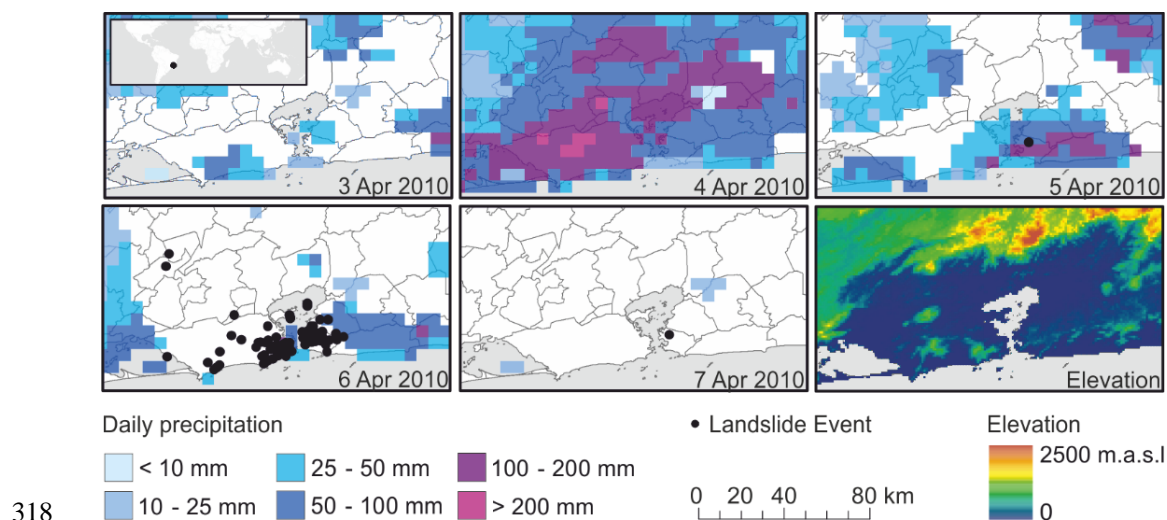 3 Apr 2010
4 Apr 2010
5 Apr 2010
6 Apr 2010
7 Apr 2010
Elevation
Daily precipitation
< 10 mm
25 - 50 mm
100 - 200 mm
10 - 25 mm
50 - 100 mm
> 200 mm
Landslide Event
0 20 40 80 km
Elevation
2500 m.a.s.l
0
318